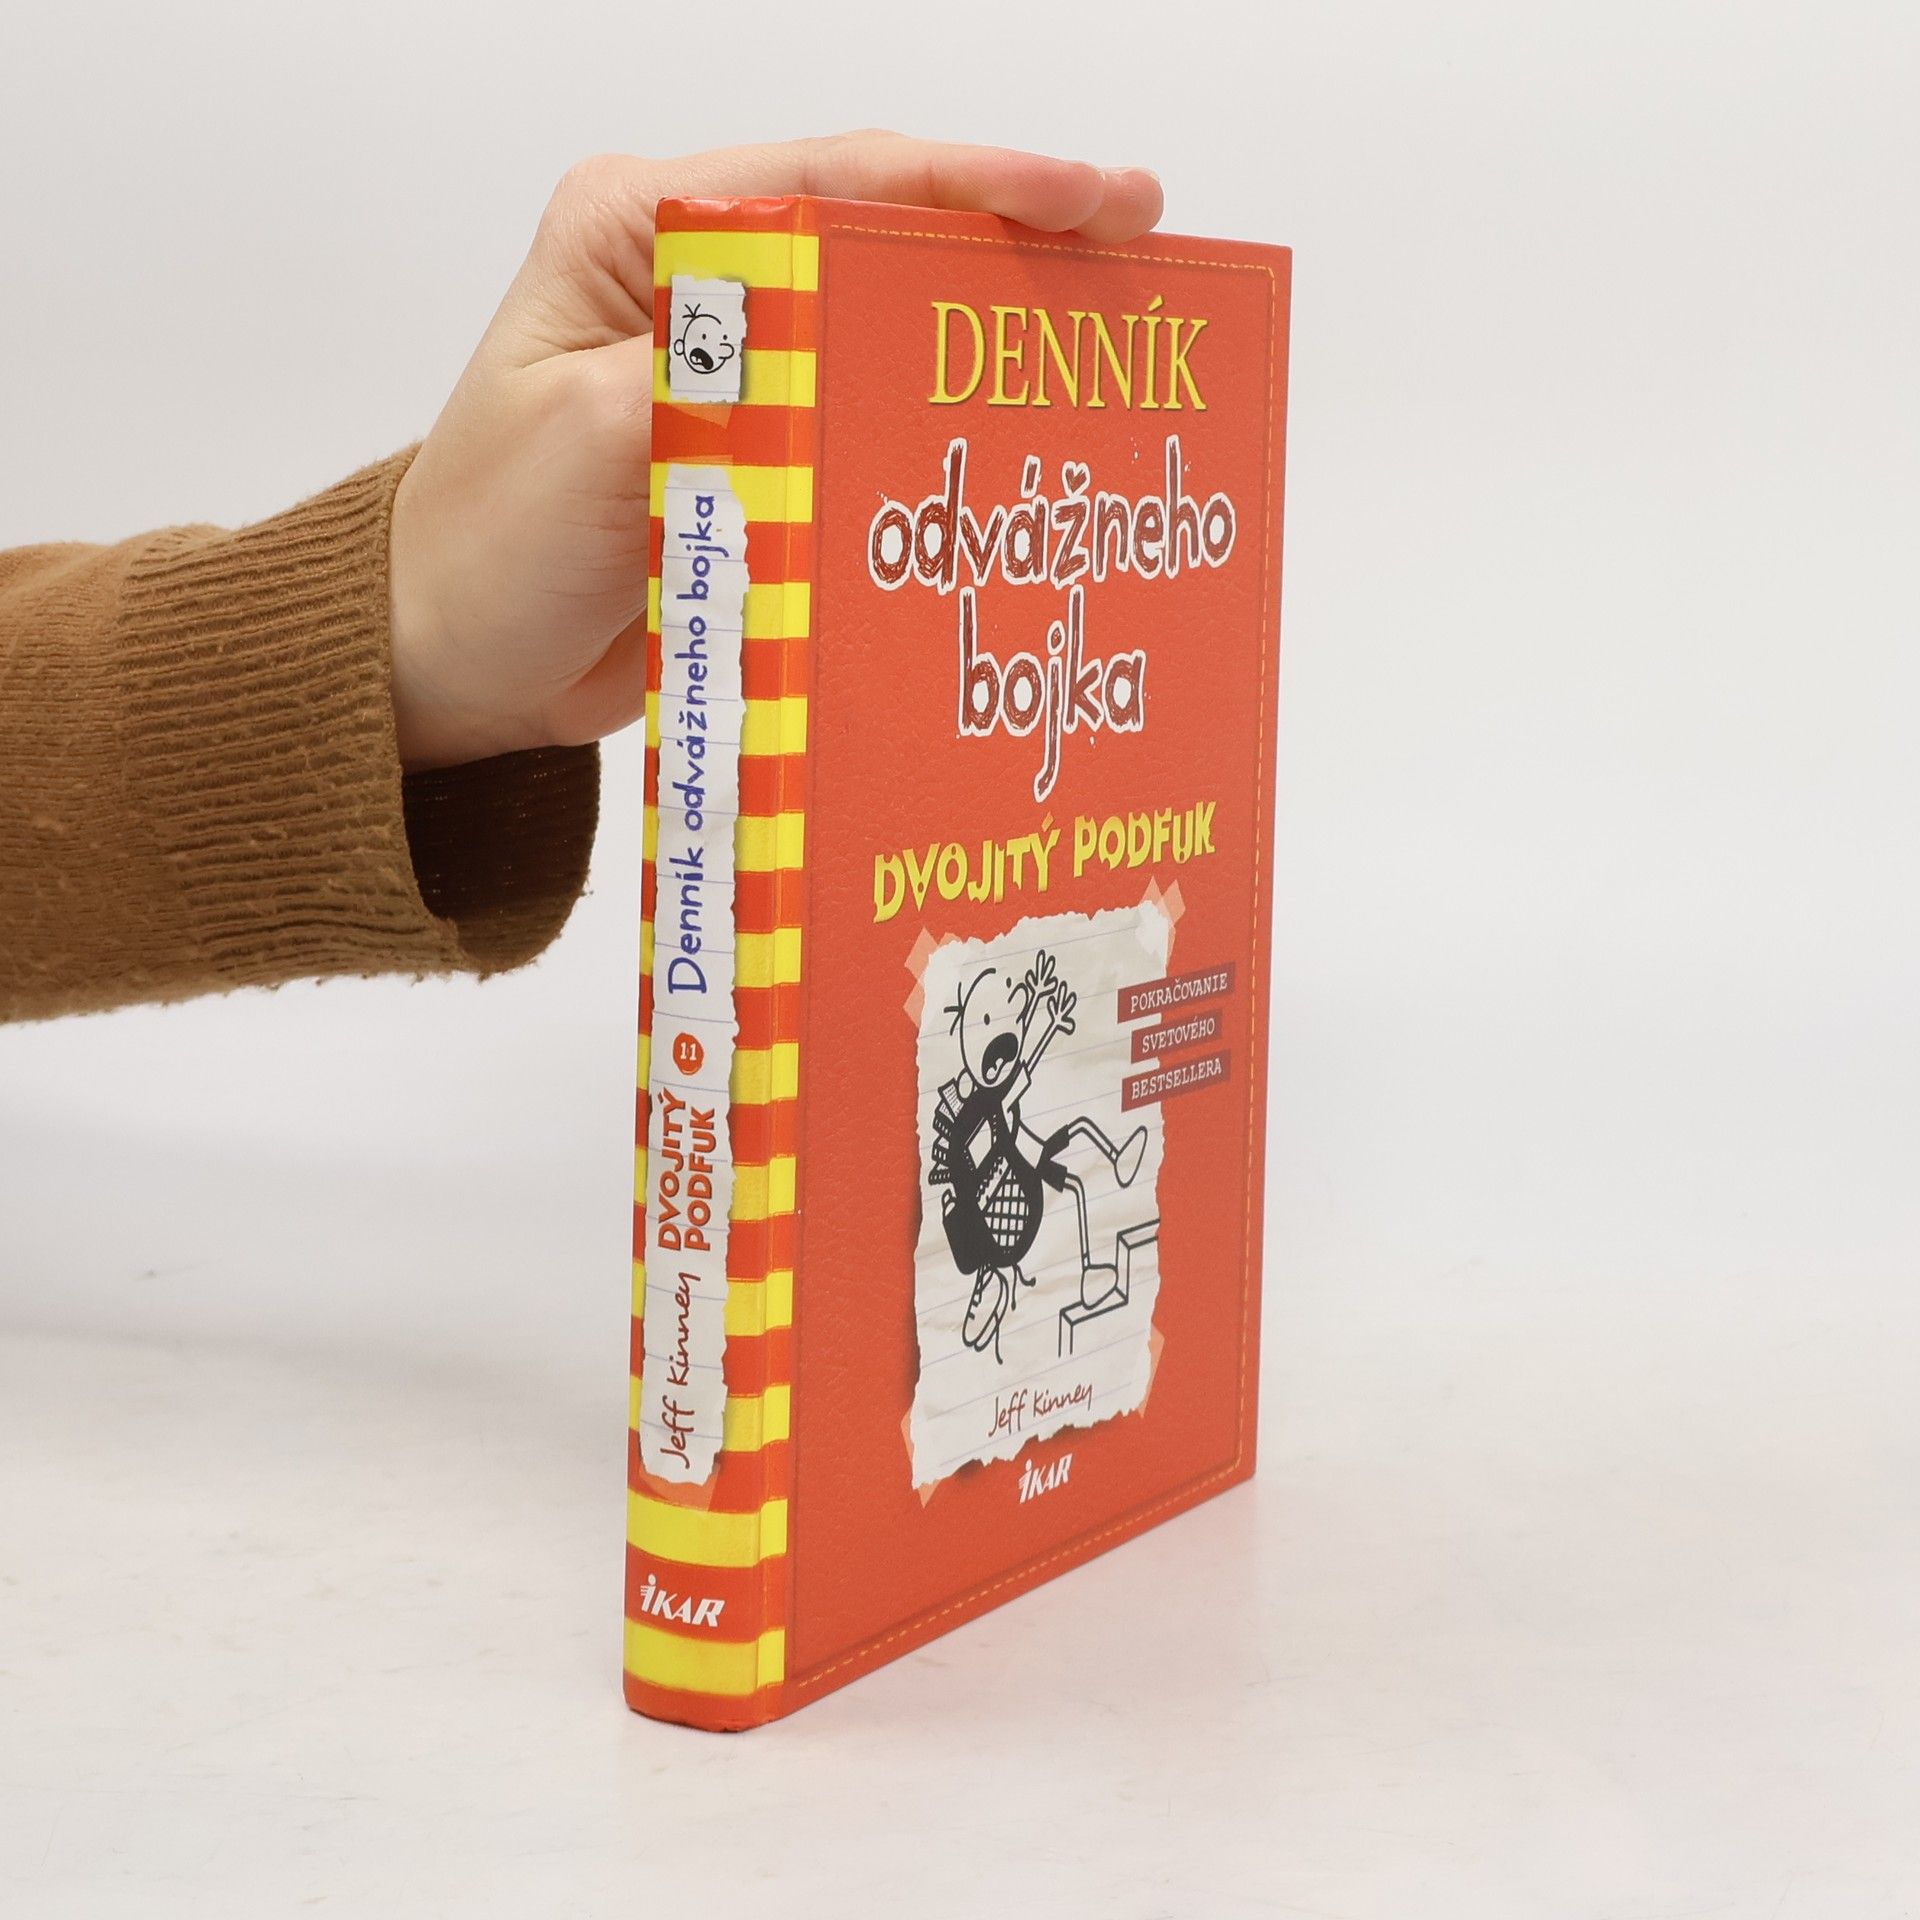 DENNÍK
odvážneho
bojka
DVOJITÝ PODFUK
POKRAČOVANIE
SVETOVÉHO
BESTSELLERA
Jeff Kinney
IKAR
Jeff Kinney
DVOJITÝ
PODFUK
11
Denník odvážneho bojka
IKAR